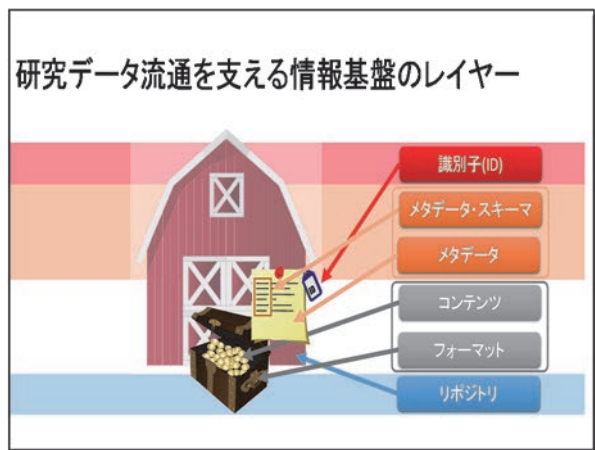 研究データ流通を支える情報基盤のレイヤー
識別子(ID)
メタデータ・スキーマ
メタデータ
コンテンツ
フォーマット
リポジトリ